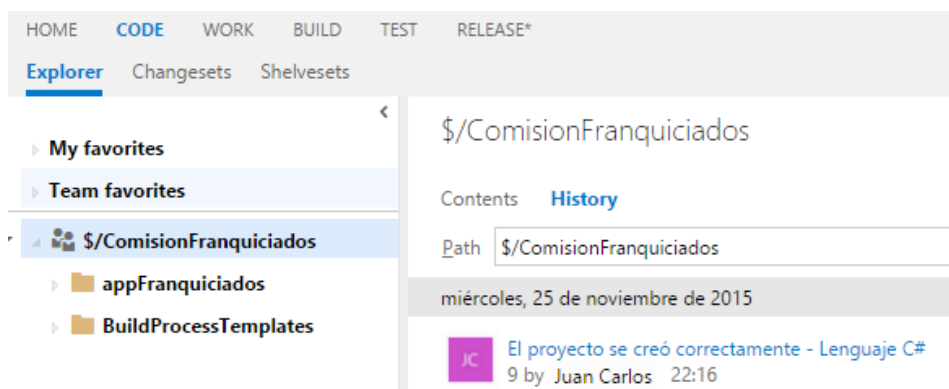 HOME CODE WORK BUILD TEST RELEASE*
Explorer Changesets Shelvesets
My favorites
Team favorites
$/ComisionFranquiciados
appFranquiciados
BuildProcessTemplates
$/ComisionFranquiciados
Contents History
Path $/ComisionFranquiciados
miércoles, 25 de noviembre de 2015
JC
El proyecto se creó correctamente - Lenguaje C#
9 by Juan Carlos 22:16